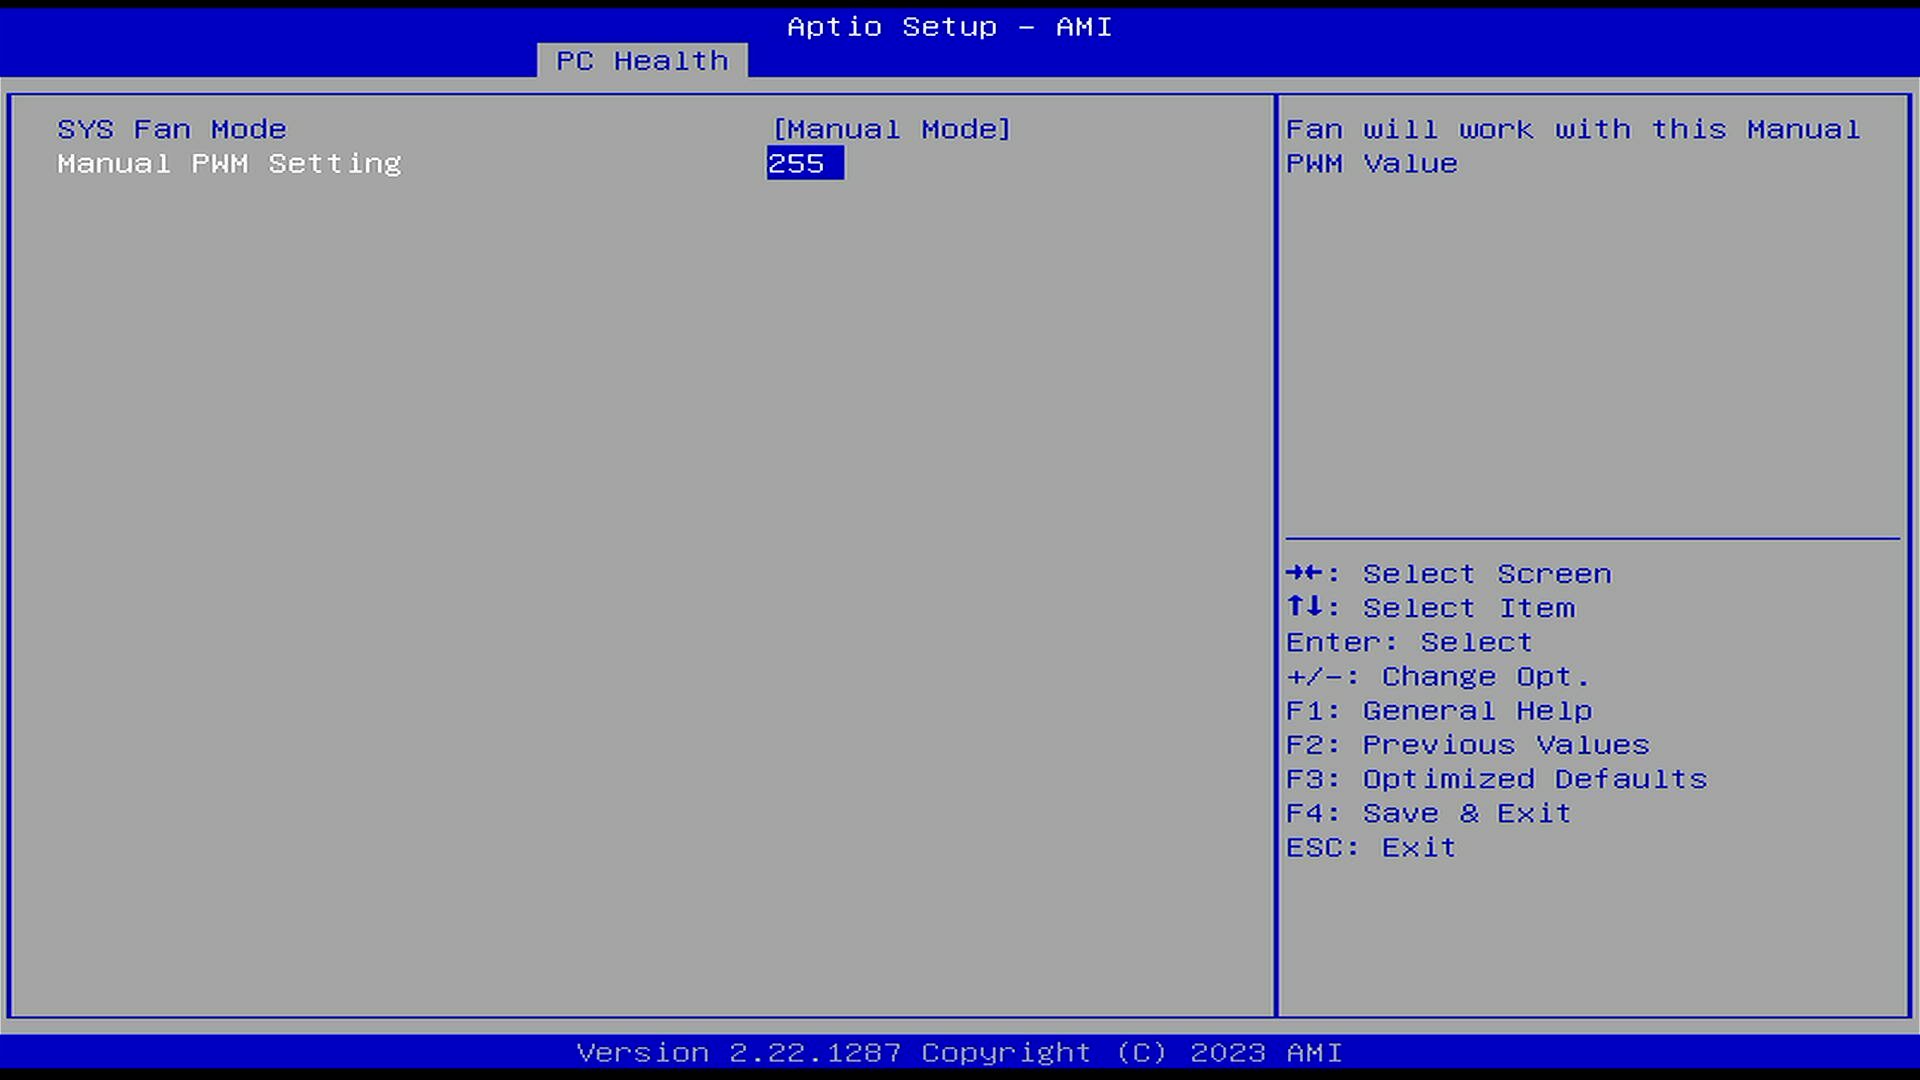 Aptio Setup - AMI
PC Health
SYS Fan Mode [Manual Mode]
Manual PWM Setting 255
Fan will work with this Manual
PWM Value
→←: Select Screen
↑↓: Select Item
Enter: Select
+/-: Change Opt.
F1: General Help
F2: Previous Values
F3: Optimized Defaults
F4: Save & Exit
ESC: Exit
Version 2.22.1287 Copyright (C) 2023 AMI